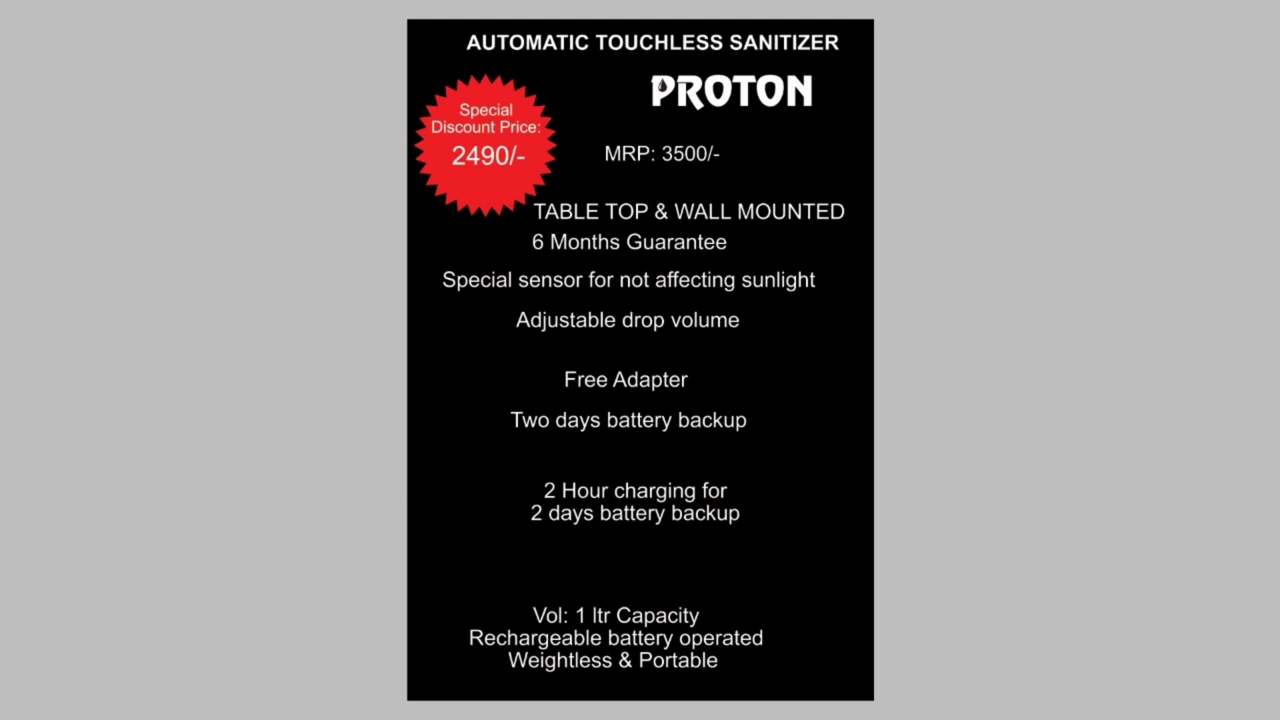 AUTOMATIC TOUCHLESS SANITIZER
PROTON
Special
Discount Price:
2490/-
MRP: 3500/-
TABLE TOP & WALL MOUNTED
6 Months Guarantee
Special sensor for not affecting sunlight
Adjustable drop volume
Free Adapter
Two days battery backup
2 Hour charging for
2 days battery backup
Vol: 1 ltr Capacity
Rechargeable battery operated
Weightless & Portable